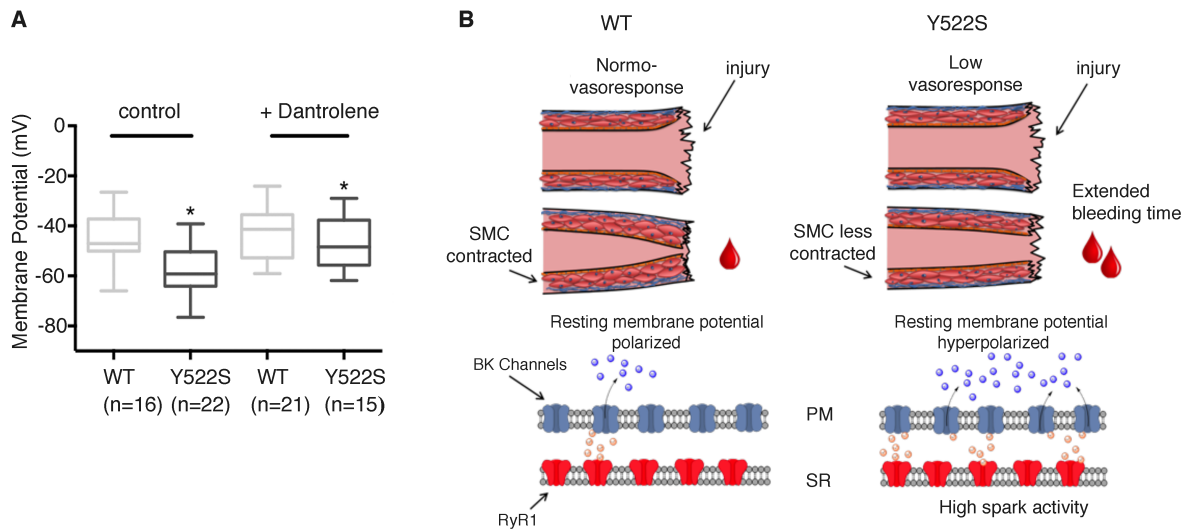 A
control
+ Dantrolene
Membrane Potential (mV)
0
-20
-40
-60
-80
*
*
WT
Y522S
WT
Y522S
(n=16)
(n=22)
(n=21)
(n=15)
B
WT
Y522S
Normo-
vasoresponse
injury
Low
vasoresponse
injury
SMC
contracted
SMC less
contracted
Extended
bleeding time
Resting membrane potential
polarized
Resting membrane potential
hyperpolarized
BK Channels
PM
SR
RyR1
High spark activity